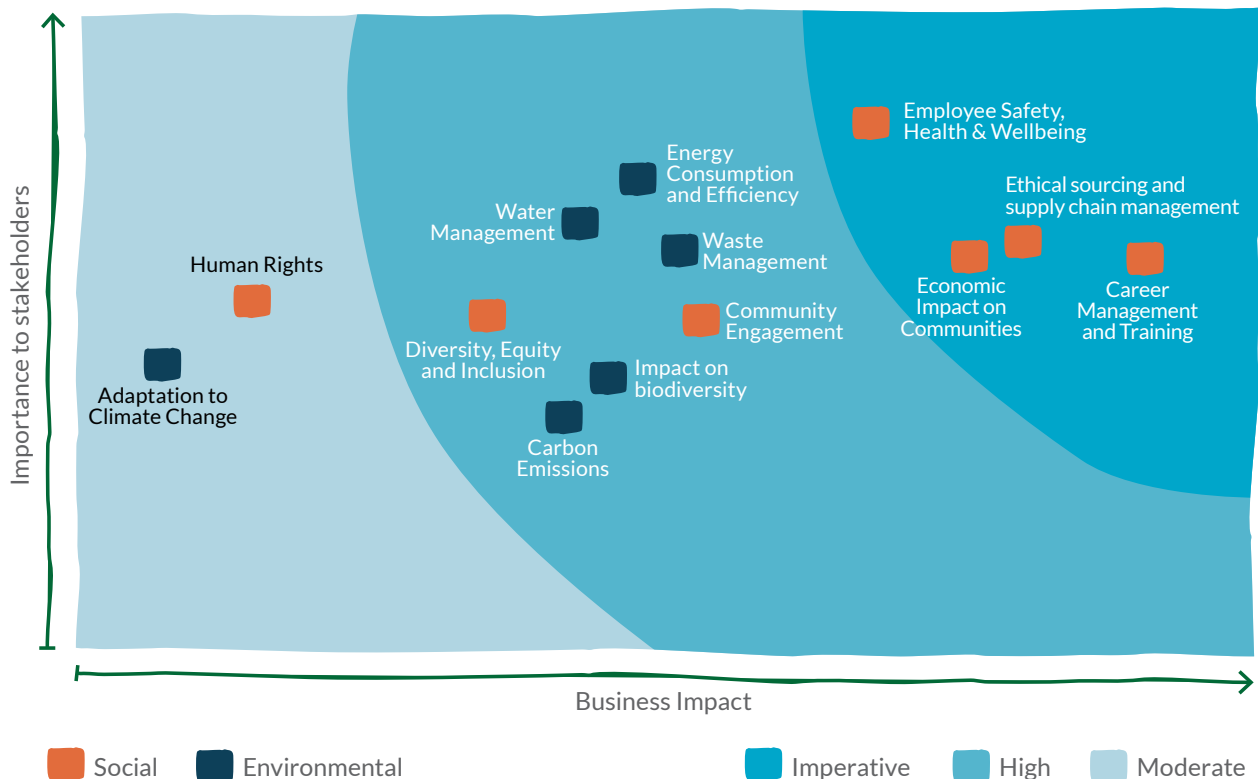 Importance to stakeholders
Employee Safety,
Health & Wellbeing
Energy
Consumption
and Efficiency
Ethical sourcing and
supply chain management
Water
Management
Waste
Management
Human Rights
Economic
Impact on
Communities
Career
Management
and Training
Community
Engagement
Diversity, Equity
and Inclusion
Impact on
biodiversity
Adaptation to
Climate Change
Carbon
Emissions
Business Impact
Social
Environmental
Imperative
High
Moderate